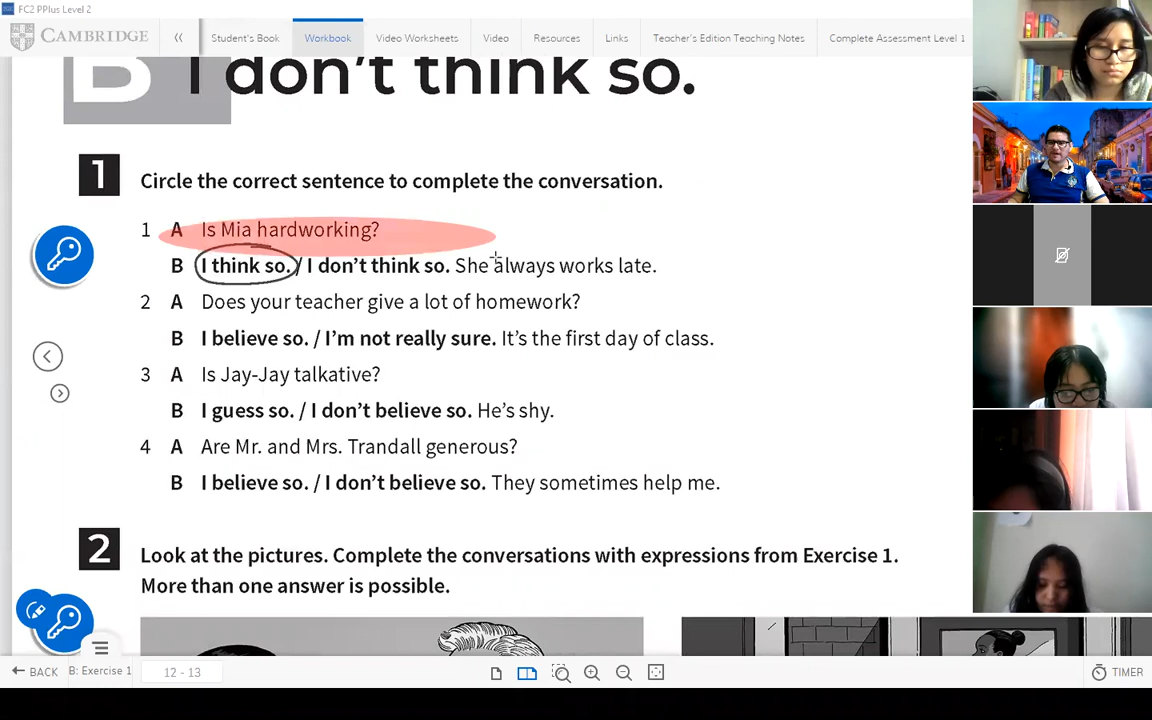 FC2 PPlus Level 2
CAMBRIDGE
Student's Book
Workbook
Video Worksheets
Video
Resources
Links
Teacher's Edition Teaching Notes
Complete Assessment Level 1
B I don't think so.
1 Circle the correct sentence to complete the conversation.
1 A Is Mia hardworking?
B I think so. / I don't think so. She always works late.
2 A Does your teacher give a lot of homework?
B I believe so. / I'm not really sure. It's the first day of class.
3 A Is Jay-Jay talkative?
B I guess so. / I don't believe so. He's shy.
4 A Are Mr. and Mrs. Trandall generous?
B I believe so. / I don't believe so. They sometimes help me.
2 Look at the pictures. Complete the conversations with expressions from Exercise 1.
More than one answer is possible.
BACK
B: Exercise 1
12 - 13
TIMER